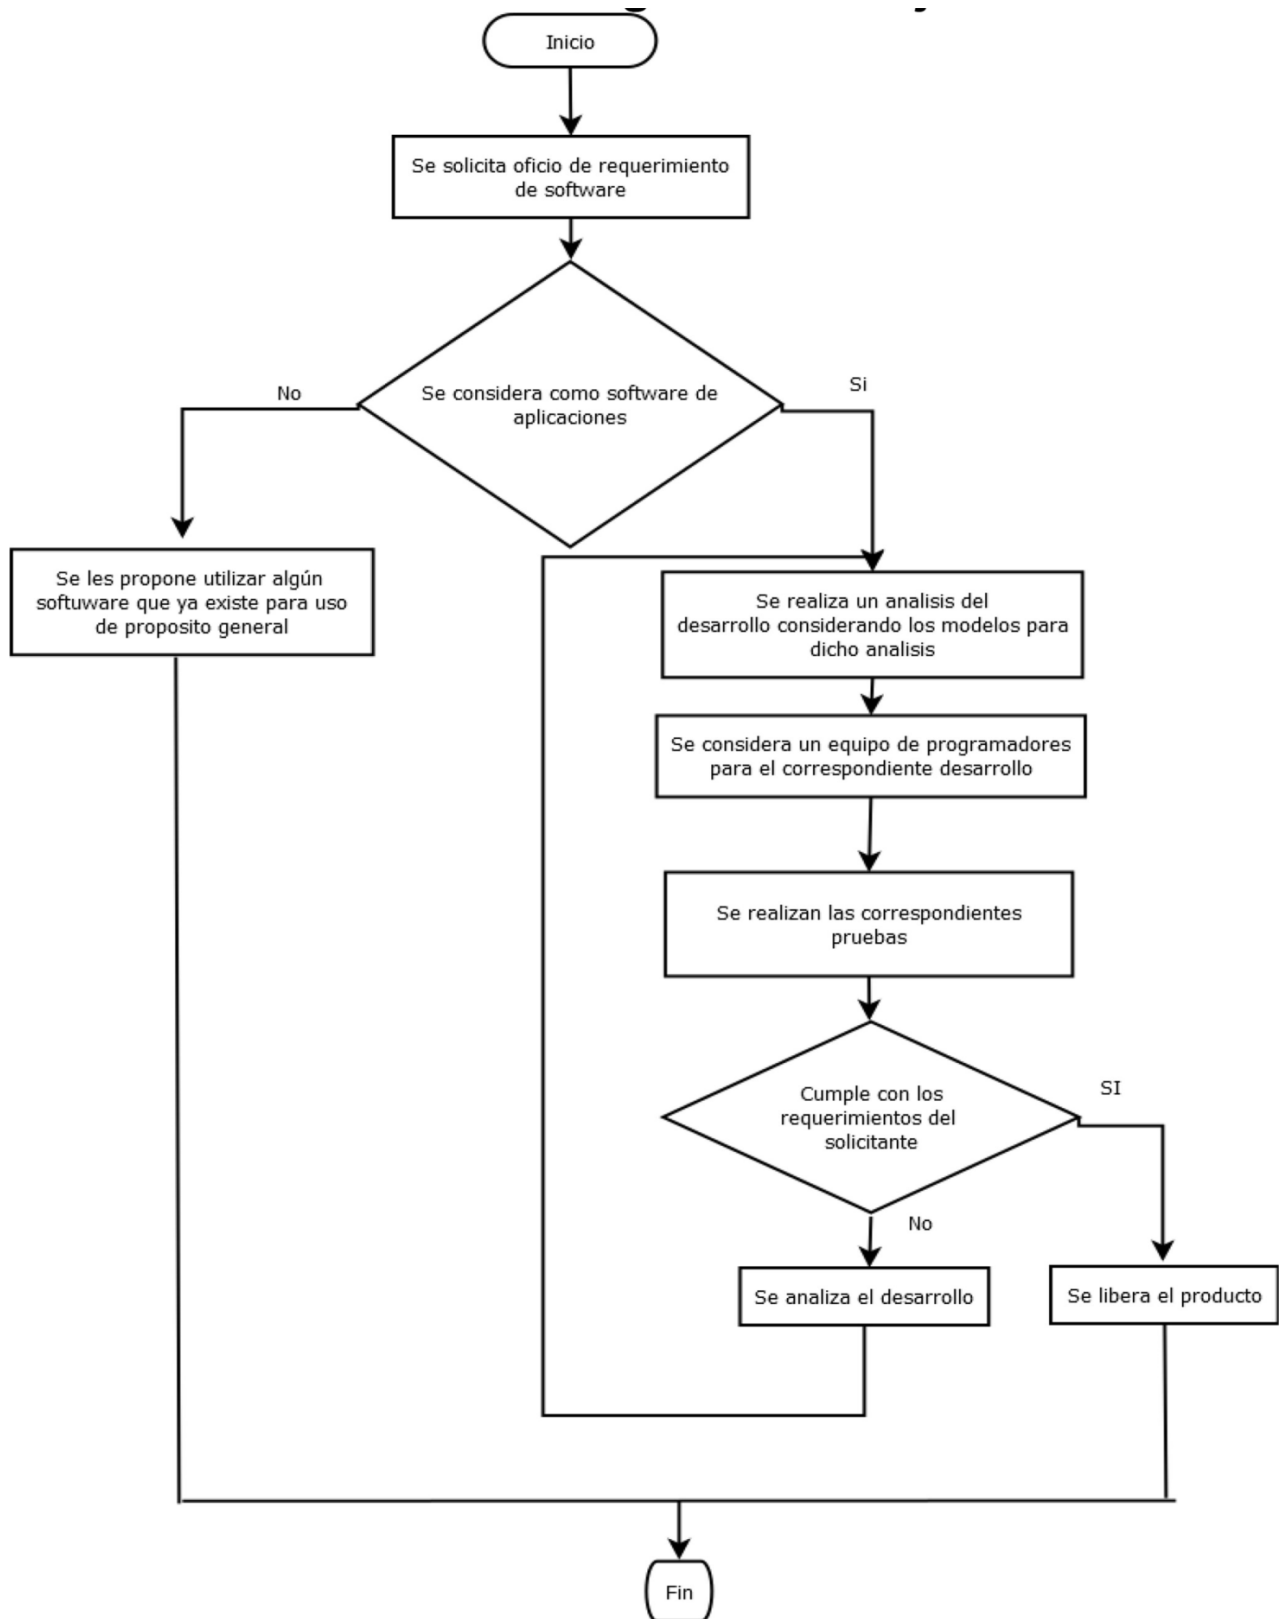 Inicio
Se solicita oficio de requerimiento
de software
Se considera como software de
aplicaciones
No
Si
Se les propone utilizar algún
softuware que ya existe para uso
de proposito general
Se realiza un analisis del
desarrollo considerando los modelos para
dicho analisis
Se considera un equipo de programadores
para el correspondiente desarrollo
Se realizan las correspondientes
pruebas
Cumple con los
requerimientos del
solicitante
SI
No
Se analiza el desarrollo
Se libera el producto
Fin